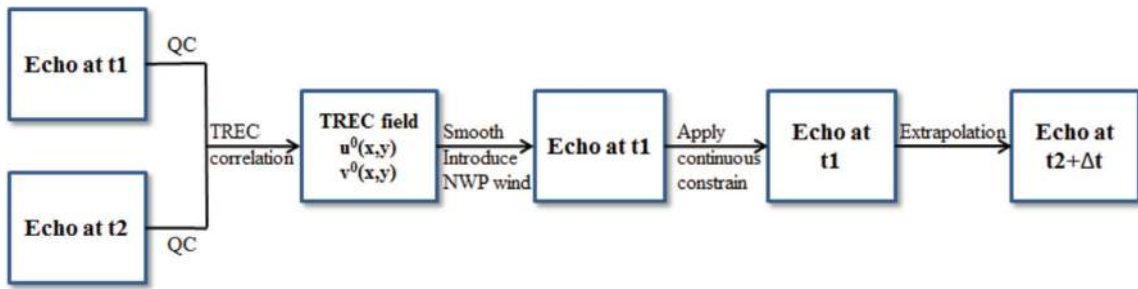 Echo at t1
QC
Echo at t2
QC
TREC
correlation
TREC field
u⁰(x,y)
v⁰(x,y)
Smooth
Introduce
NWP wind
Echo at t1
Apply
continuous
constrain
Echo at
t1
Extrapolation
Echo at
t2+Δt